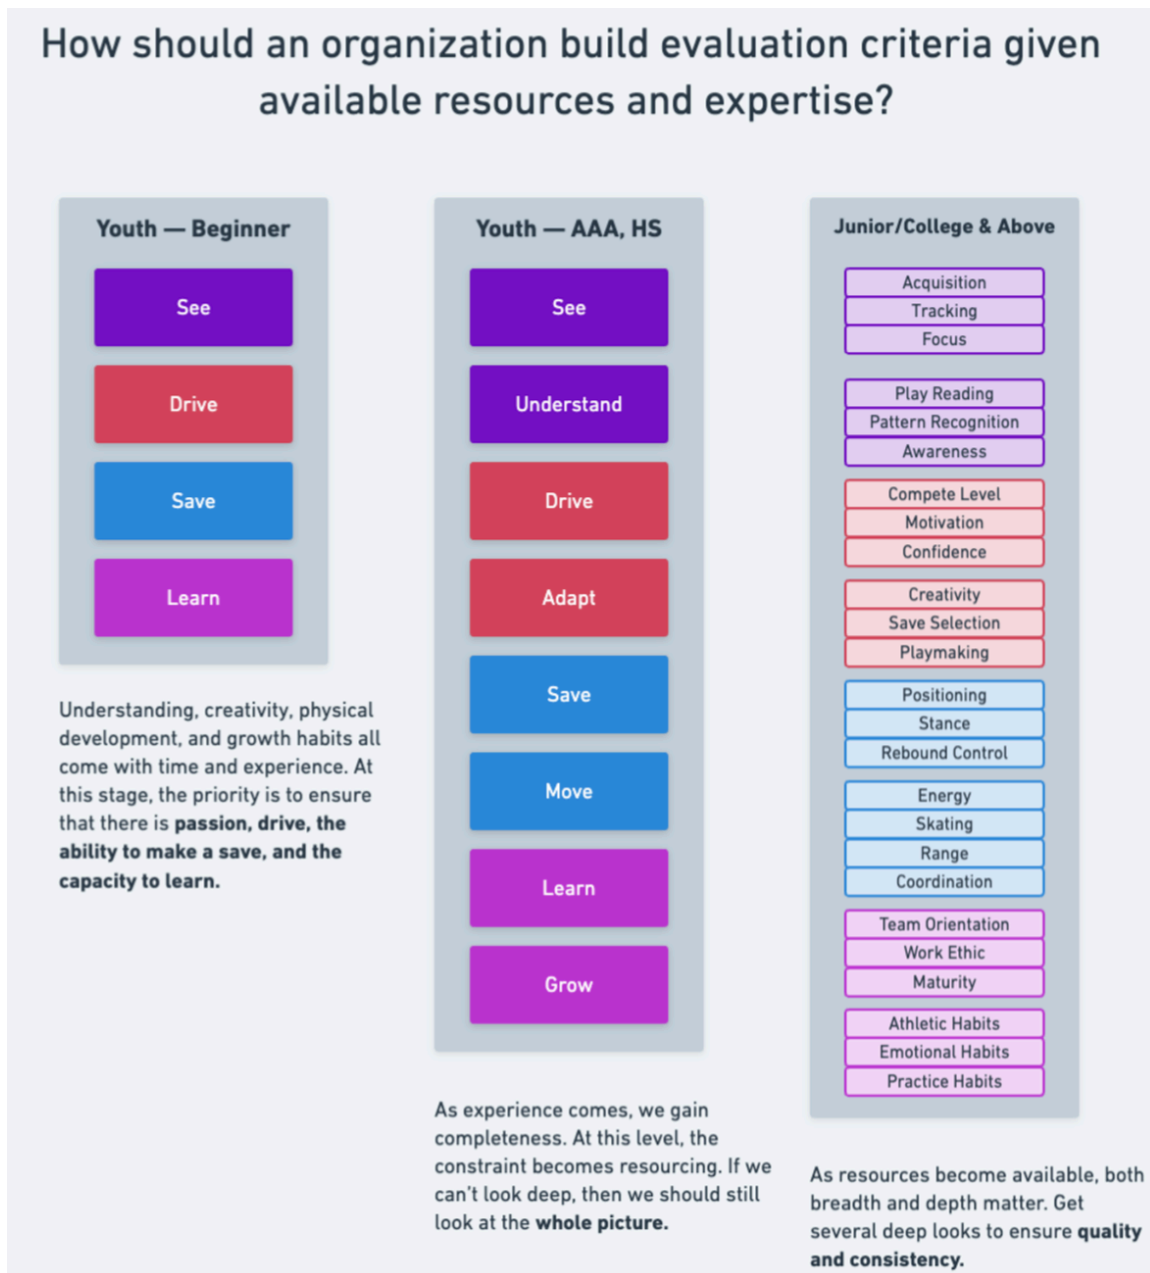 How should an organization build evaluation criteria given
available resources and expertise?
Youth — Beginner
See
Drive
Save
Learn
Understanding, creativity, physical
development, and growth habits all
come with time and experience. At
this stage, the priority is to ensure
that there is passion, drive, the
ability to make a save, and the
capacity to learn.
Youth — AAA, HS
See
Understand
Drive
Adapt
Save
Move
Learn
Grow
As experience comes, we gain
completeness. At this level, the
constraint becomes resourcing. If we
can't look deep, then we should still
look at the whole picture.
Junior/College & Above
Acquisition
Tracking
Focus
Play Reading
Pattern Recognition
Awareness
Compete Level
Motivation
Confidence
Creativity
Save Selection
Playmaking
Positioning
Stance
Rebound Control
Energy
Skating
Range
Coordination
Team Orientation
Work Ethic
Maturity
Athletic Habits
Emotional Habits
Practice Habits
As resources become available, both
breadth and depth matter. Get
several deep looks to ensure quality
and consistency.